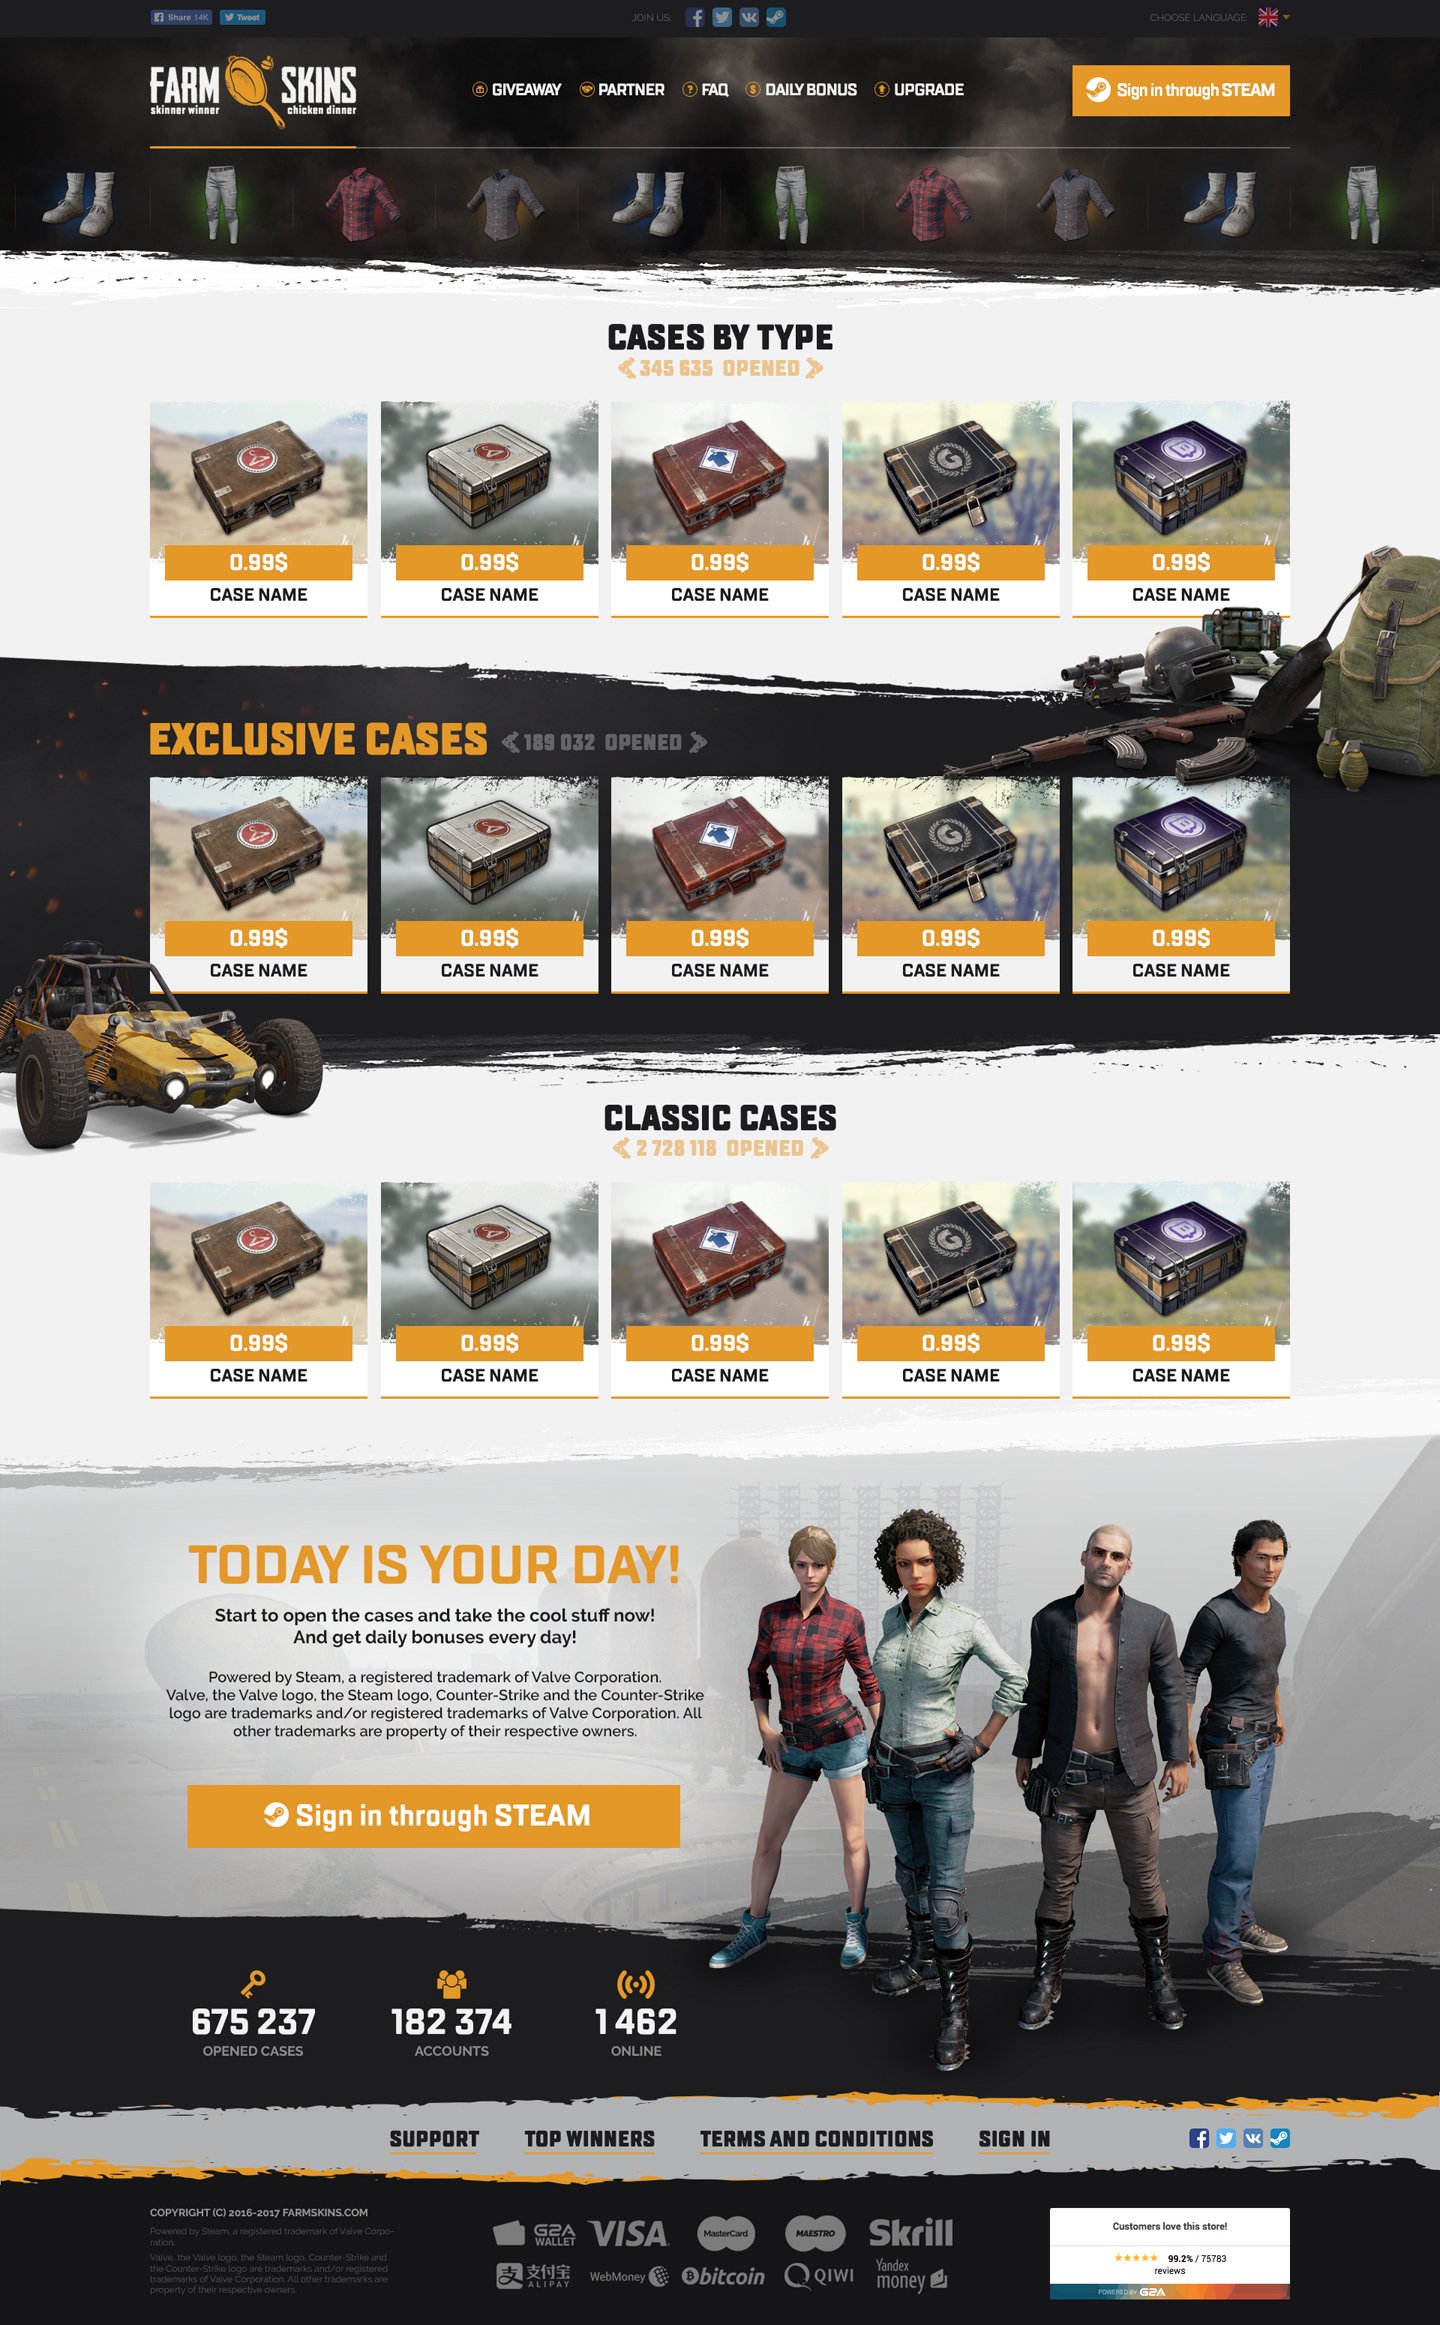 Share 14K
Tweet
JOIN US:
CHOOSE LANGUAGE:
FARM SKINS
skinner winner chicken dinner
GIVEAWAY
PARTNER
FAQ
DAILY BONUS
UPGRADE
Sign in through STEAM
CASES BY TYPE
345 635 OPENED
0.99$
0.99$
0.99$
0.99$
0.99$
CASE NAME
CASE NAME
CASE NAME
CASE NAME
CASE NAME
EXCLUSIVE CASES
189 032 OPENED
0.99$
0.99$
0.99$
0.99$
0.99$
CASE NAME
CASE NAME
CASE NAME
CASE NAME
CASE NAME
CLASSIC CASES
2 728 118 OPENED
0.99$
0.99$
0.99$
0.99$
0.99$
CASE NAME
CASE NAME
CASE NAME
CASE NAME
CASE NAME
TODAY IS YOUR DAY!
Start to open the cases and take the cool stuff now!
And get daily bonuses every day!
Powered by Steam, a registered trademark of Valve Corporation.
Valve, the Valve logo, the Steam logo, Counter-Strike and the Counter-Strike
logo are trademarks and/or registered trademarks of Valve Corporation. All
other trademarks are property of their respective owners.
Sign in through STEAM
675 237
OPENED CASES
182 374
ACCOUNTS
1 462
ONLINE
SUPPORT
TOP WINNERS
TERMS AND CONDITIONS
SIGN IN
COPYRIGHT (C) 2016-2017 FARMSKINS.COM
Powered by Steam, a registered trademark of Valve Corpo-
ration.
Valve, the Valve logo, the Steam logo, Counter-Strike and
the Counter-Strike logo are trademarks and/or registered
trademarks of Valve Corporation. All other trademarks are
property of their respective owners.
G2A
WALLET
VISA
MasterCard
MAESTRO
Skrill
支付宝
ALIPAY
WebMoney
bitcoin
QIWI
Yandex
money
Customers love this store!
99.2% / 75783
reviews
POWERED BY G2A